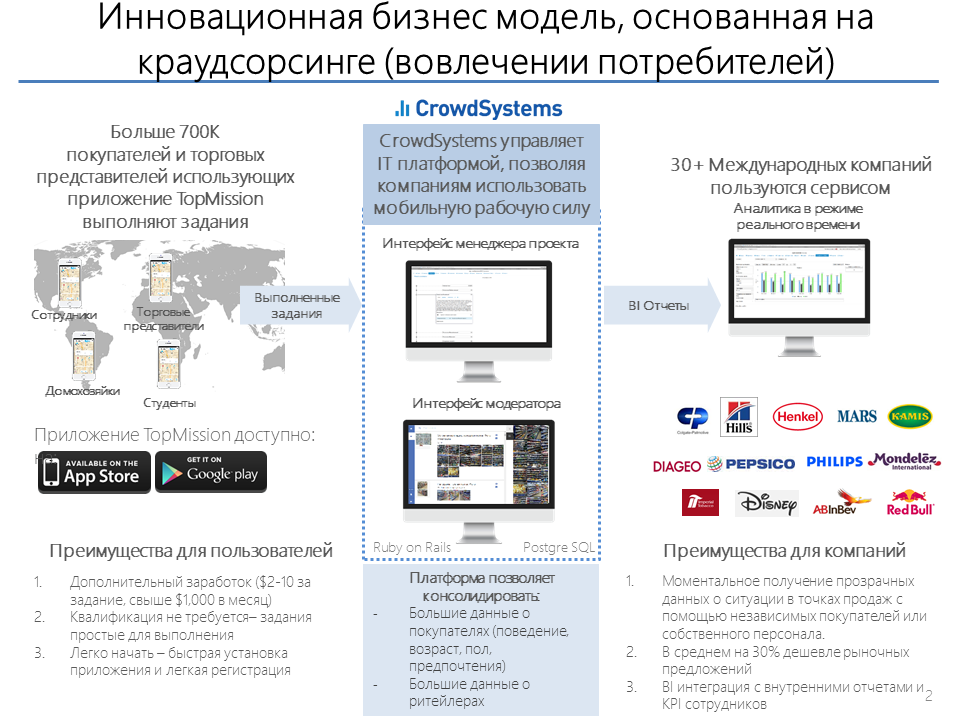 Инновационная бизнес модель, основанная на
краудсорсинге (вовлечении потребителей)
CrowdSystems
Больше 700К
покупателей и торговых
представителей использующих
приложение TopMission
выполняют задания
Сотрудники
Торговые
представители
Домохозяйки
Студенты
Приложение TopMission доступно:
AVAILABLE ON THE
App Store
GET IT ON
Google play
Преимущества для пользователей
1. Дополнительный заработок ($2-10 за
задание, свыше $1,000 в месяц)
2. Квалификация не требуется– задания
простые для выполнения
3. Легко начать – быстрая установка
приложения и легкая регистрация
Выполненные
задания
CrowdSystems управляет
IT платформой, позволяя
компаниям использовать
мобильную рабочую силу
Интерфейс менеджера проекта
Интерфейс модератора
Ruby on Rails
Postgre SQL
Платформа позволяет
консолидировать:
- Большие данные о
покупателях (поведение,
возраст, пол,
предпочтения)
- Большие данные о
ритейлерах
BI Отчеты
30+ Международных компаний
пользуются сервисом
Аналитика в режиме
реального времени
CP
Colgate-Palmolive
Hill's
Henkel
MARS
KAMIS
DIAGEO
PEPSICO
PHILIPS
Mondelēz
International
Imperial
Tobacco
Disney
ABInBev
Red Bull
Преимущества для компаний
1. Моментальное получение прозрачных
данных о ситуации в точках продаж с
помощью независимых покупателей или
собственного персонала.
2. В среднем на 30% дешевле рыночных
предложений
3. BI интеграция с внутренними отчетами и
KPI сотрудников
2